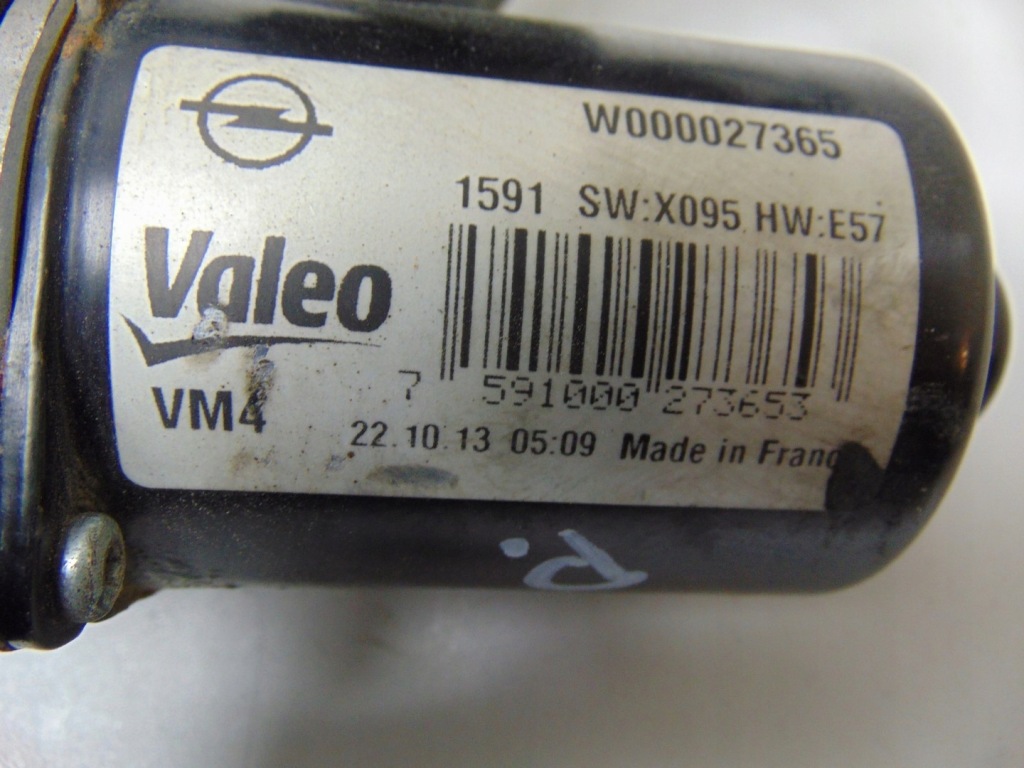 W000027365
1591 SW:X095 HW:E57
Valeo
7 591000 273653
VM4
22.10.13 05:09 Made in Franc
P.